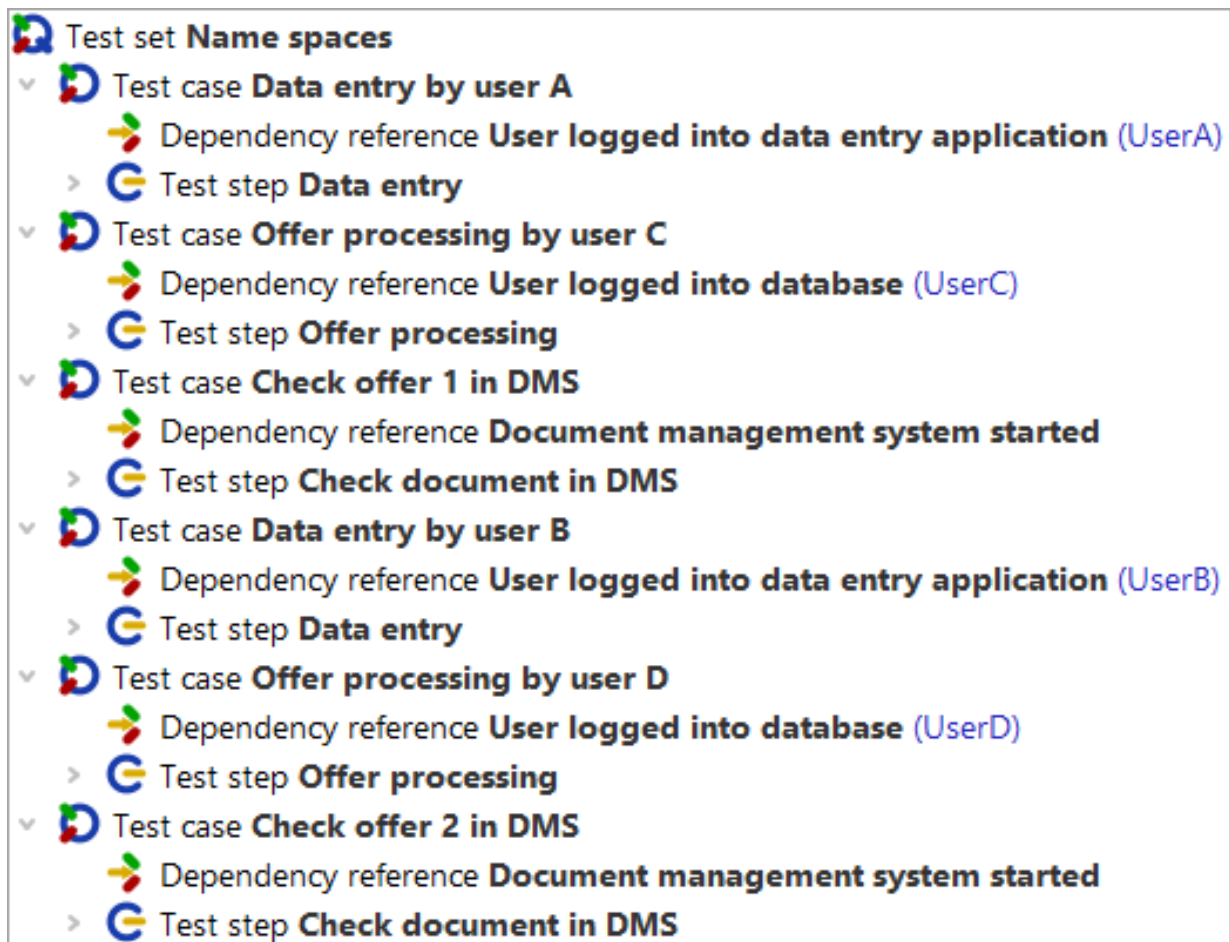 Test set Name spaces
Test case Data entry by user A
Dependency reference User logged into data entry application (UserA)
Test step Data entry
Test case Offer processing by user C
Dependency reference User logged into database (UserC)
Test step Offer processing
Test case Check offer 1 in DMS
Dependency reference Document management system started
Test step Check document in DMS
Test case Data entry by user B
Dependency reference User logged into data entry application (UserB)
Test step Data entry
Test case Offer processing by user D
Dependency reference User logged into database (UserD)
Test step Offer processing
Test case Check offer 2 in DMS
Dependency reference Document management system started
Test step Check document in DMS